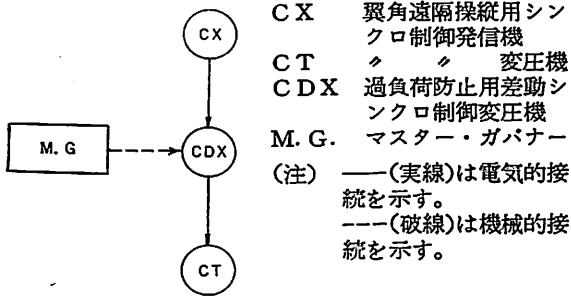 CX
M.G
CDX
CT
CX 翼角遠隔操縦用シン
クロ制御発信機
CT 〃 〃 変圧機
CDX 過負荷防止用差動シ
ンクロ制御変圧機
M.G. マスター・ガバナー
(注) ——(実線)は電気的接
続を示す。
---(破線)は機械的接
続を示す。